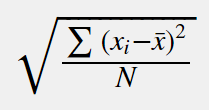 √(∑ (xᵢ−x̄)² / N)